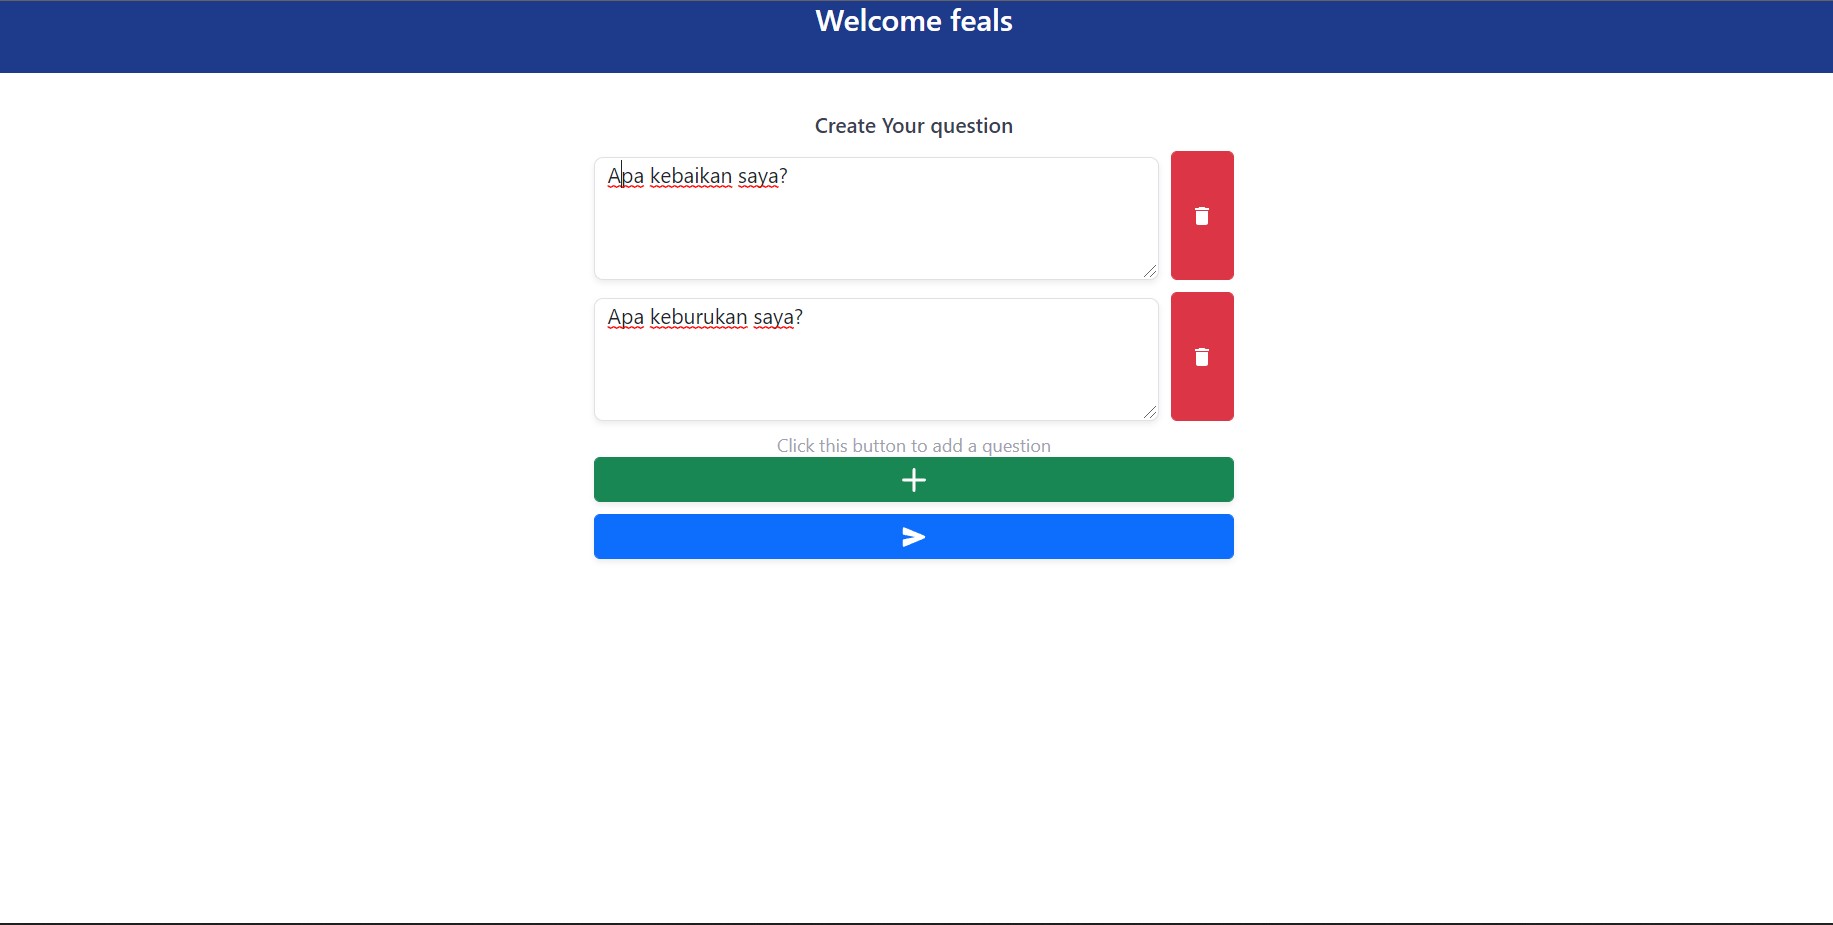 Welcome feals
Create Your question
Apa kebaikan saya?
Apa keburukan saya?
Click this button to add a question